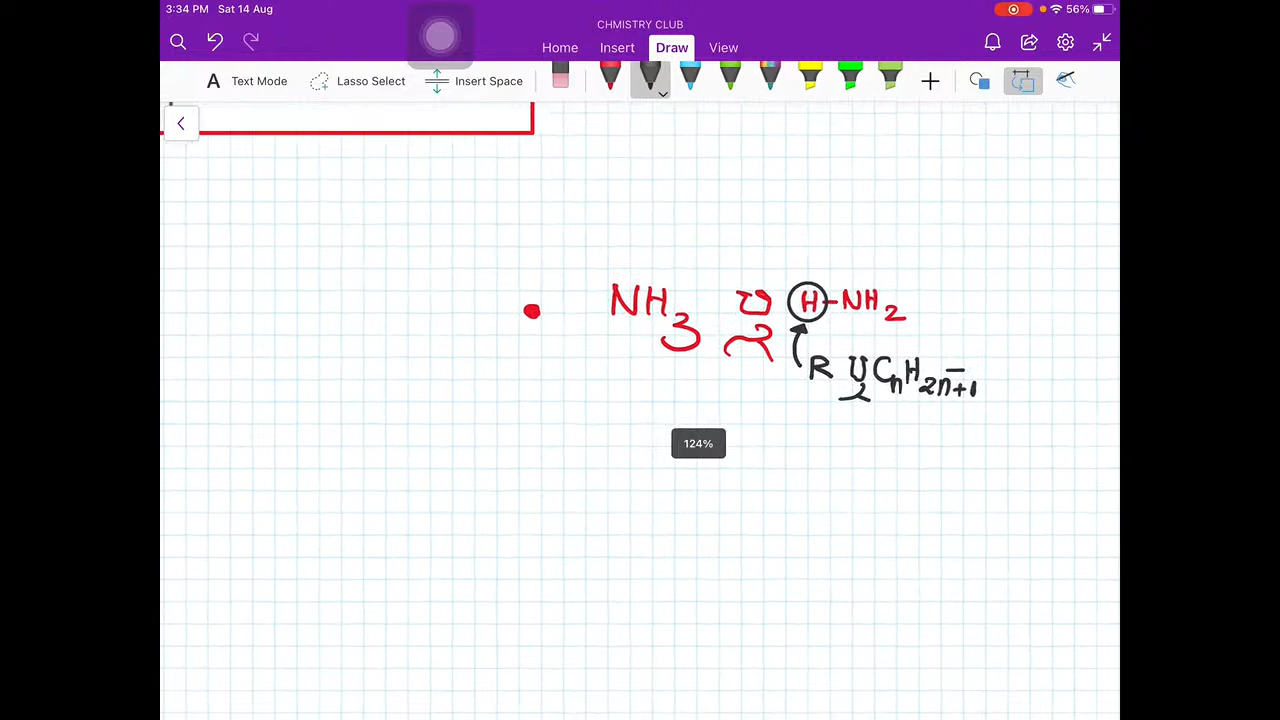 3:34 PM Sat 14 Aug 56%
CHMISTRY CLUB
Home Insert Draw View
A Text Mode Lasso Select Insert Space
NH3 H-NH2
R CnH2n+1
124%